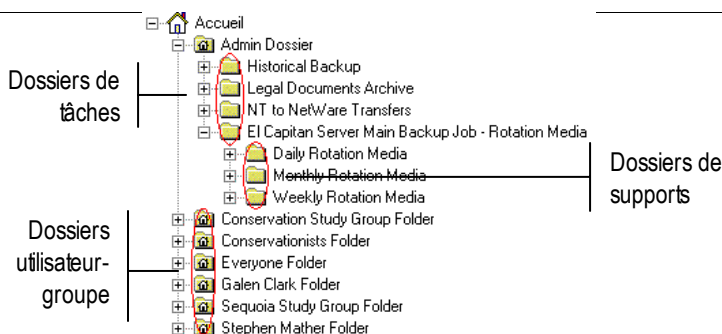 Accueil
Admin Dossier
Historical Backup
Legal Documents Archive
NT to NetWare Transfers
El Capitan Server Main Backup Job - Rotation Media
Daily Rotation Media
Monthly Rotation Media
Weekly Rotation Media
Conservation Study Group Folder
Conservationists Folder
Everyone Folder
Galen Clark Folder
Sequoia Study Group Folder
Stephen Mather Folder
Dossiers de
tâches
Dossiers
utilisateur-
groupe
Dossiers de
supports